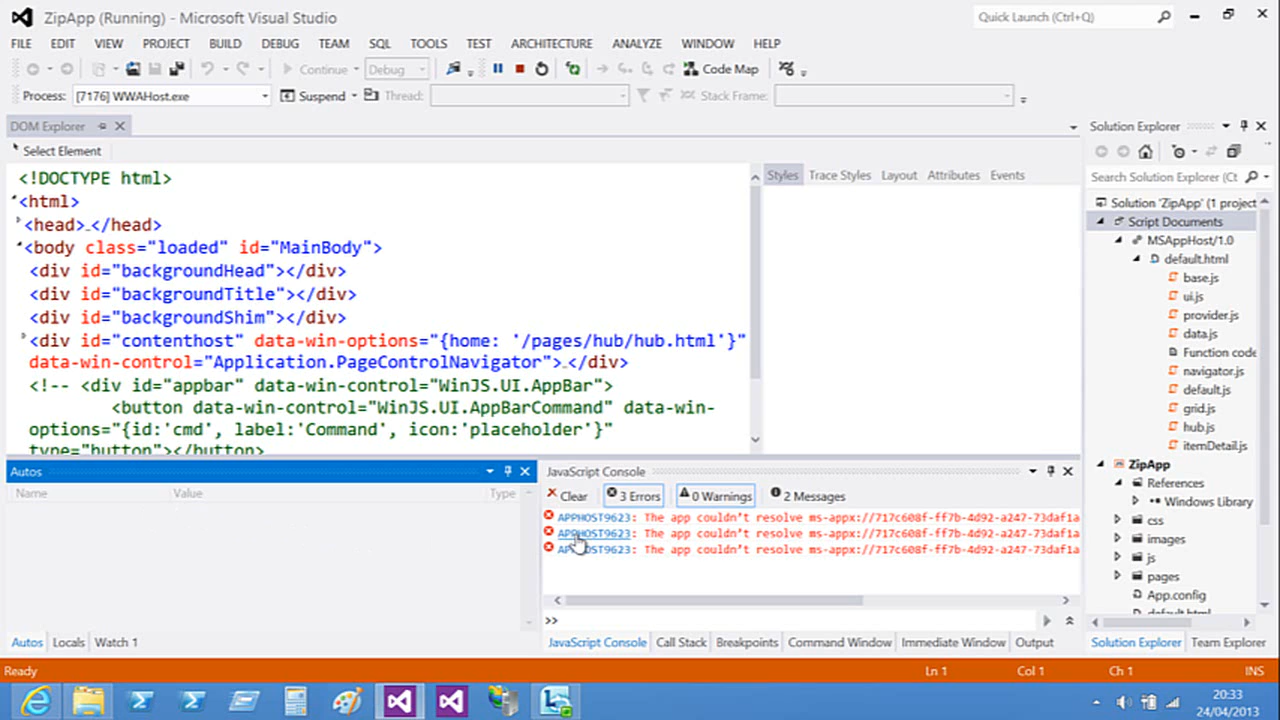 ZipApp (Running) - Microsoft Visual Studio
Quick Launch (Ctrl+Q)
FILE EDIT VIEW PROJECT BUILD DEBUG TEAM SQL TOOLS TEST ARCHITECTURE ANALYZE WINDOW HELP
Continue Debug Code Map
Process: [7176] WWAHost.exe Suspend Thread: Stack Frame:
DOM Explorer
Select Element
<!DOCTYPE html>
<html>
<head>…</head>
<body class="loaded" id="MainBody">
<div id="backgroundHead"></div>
<div id="backgroundTitle"></div>
<div id="backgroundShim"></div>
<div id="contenthost" data-win-options="{home: '/pages/hub/hub.html'}"
data-win-control="Application.PageControlNavigator">…</div>
<!-- <div id="appbar" data-win-control="WinJS.UI.AppBar">
<button data-win-control="WinJS.UI.AppBarCommand" data-win-
options="{id:'cmd', label:'Command', icon:'placeholder'}"
type="button"></button>
Styles Trace Styles Layout Attributes Events
Solution Explorer
Search Solution Explorer (Ct
Solution 'ZipApp' (1 project
Script Documents
MSAppHost/1.0
default.html
base.js
ui.js
provider.js
data.js
Function code
navigator.js
default.js
grid.js
hub.js
itemDetail.js
ZipApp
References
Windows Library
css
images
js
pages
App.config
default.html
Solution Explorer Team Explorer
Autos
Name Value Type
Autos Locals Watch 1
JavaScript Console
Clear 3 Errors 0 Warnings 2 Messages
APPHOST9623: The app couldn't resolve ms-appx://717c608f-ff7b-4d92-a247-73daf1a
APPHOST9623: The app couldn't resolve ms-appx://717c608f-ff7b-4d92-a247-73daf1a
APPHOST9623: The app couldn't resolve ms-appx://717c608f-ff7b-4d92-a247-73daf1a
>>
JavaScript Console Call Stack Breakpoints Command Window Immediate Window Output
Ready Ln 1 Col 1 Ch 1 INS
20:33
24/04/2013